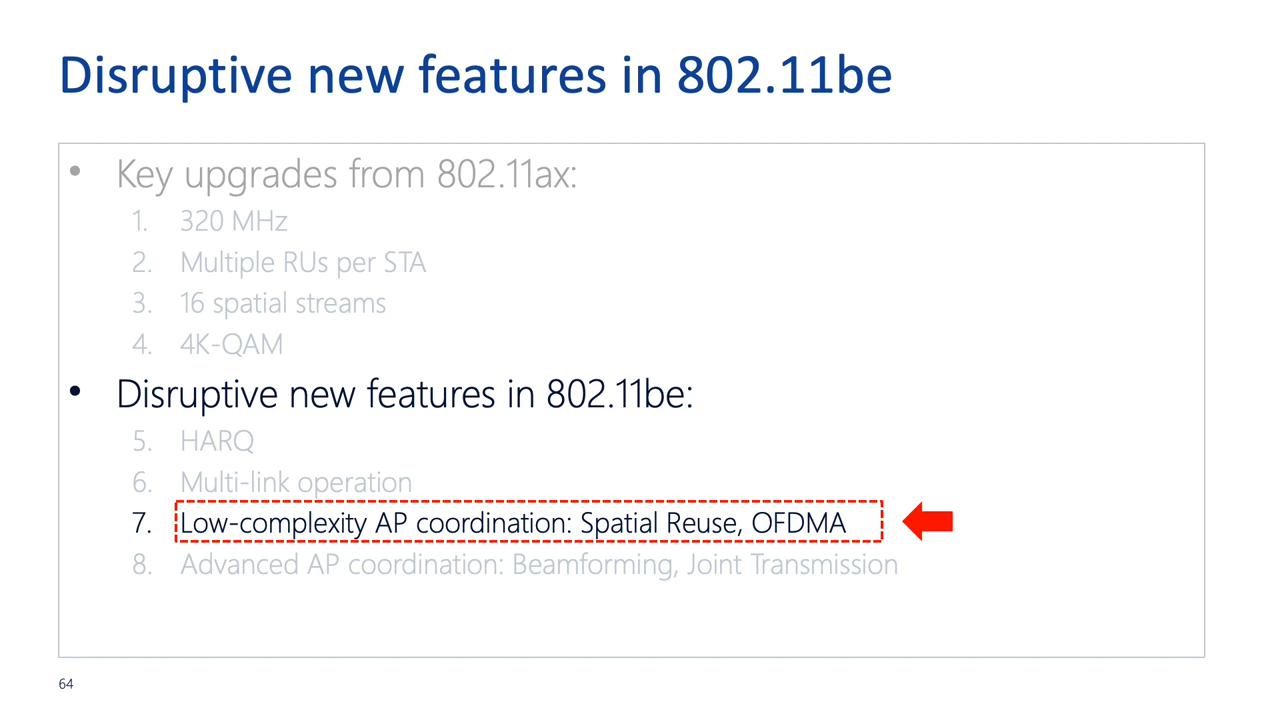 Disruptive new features in 802.11be
• Key upgrades from 802.11ax:
1. 320 MHz
2. Multiple RUs per STA
3. 16 spatial streams
4. 4K-QAM
• Disruptive new features in 802.11be:
5. HARQ
6. Multi-link operation
7. Low-complexity AP coordination: Spatial Reuse, OFDMA
8. Advanced AP coordination: Beamforming, Joint Transmission
64